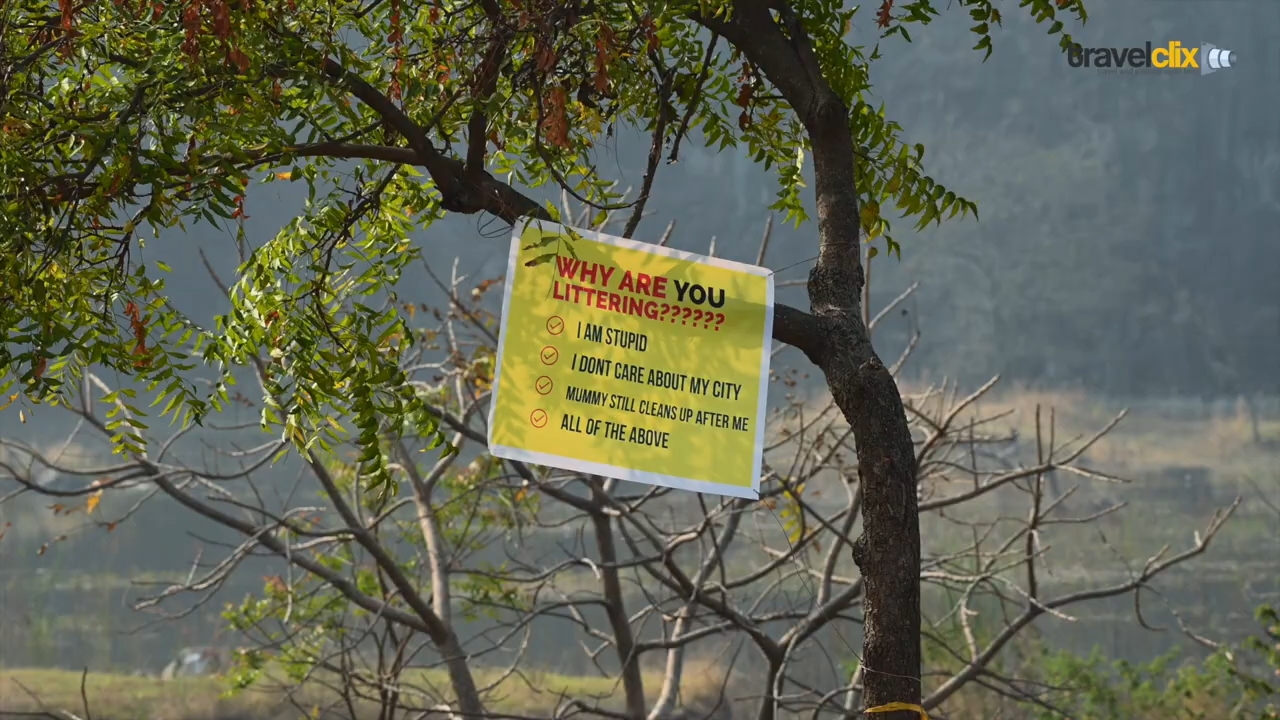 travelclix
WHY ARE YOU
LITTERING??????
I AM STUPID
I DONT CARE ABOUT MY CITY
MUMMY STILL CLEANS UP AFTER ME
ALL OF THE ABOVE